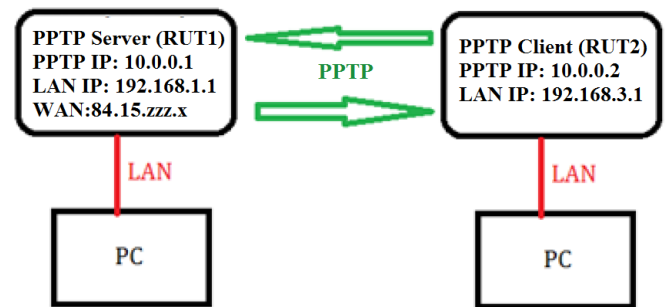 PPTP Server (RUT1)
PPTP IP: 10.0.0.1
LAN IP: 192.168.1.1
WAN:84.15.zzz.x
PPTP
PPTP Client (RUT2)
PPTP IP: 10.0.0.2
LAN IP: 192.168.3.1
LAN
LAN
PC
PC